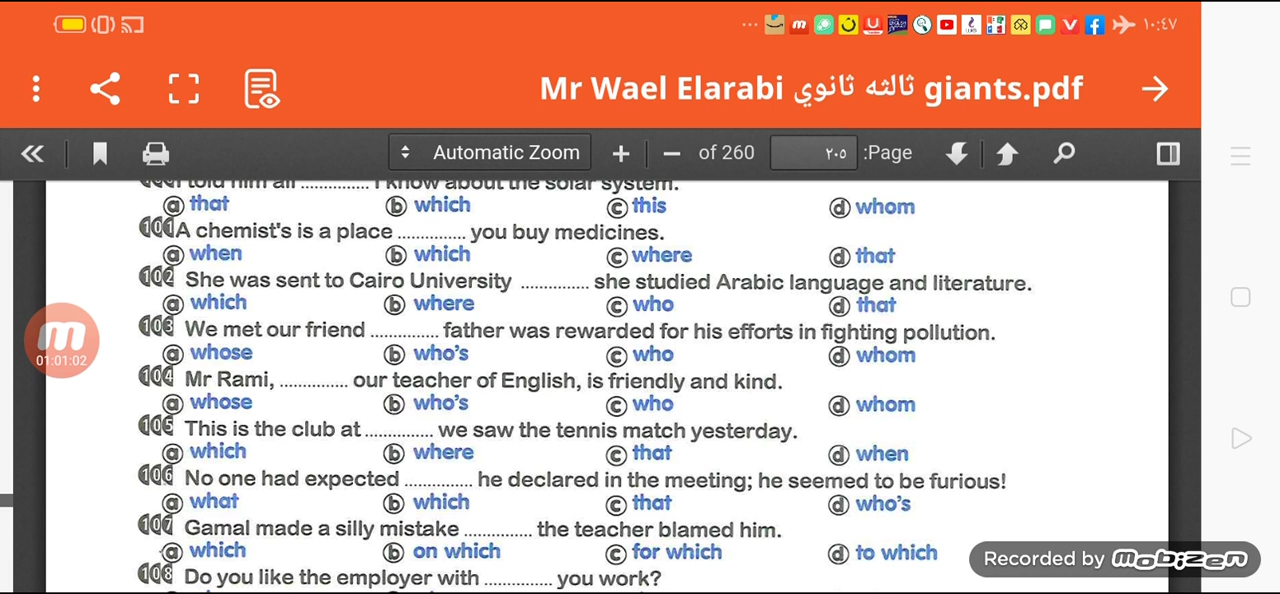 ١٠:٤٧
Mr Wael Elarabi ثالثه ثانوي giants.pdf
Automatic Zoom + − of 260 ٢٠٥ :Page
I told him all .............. I know about the solar system.
a that b which c this d whom
101 A chemist's is a place .............. you buy medicines.
a when b which c where d that
102 She was sent to Cairo University .............. she studied Arabic language and literature.
a which b where c who d that
103 We met our friend .............. father was rewarded for his efforts in fighting pollution.
a whose b who's c who d whom
104 Mr Rami, .............. our teacher of English, is friendly and kind.
a whose b who's c who d whom
105 This is the club at .............. we saw the tennis match yesterday.
a which b where c that d when
106 No one had expected .............. he declared in the meeting; he seemed to be furious!
a what b which c that d who's
107 Gamal made a silly mistake .............. the teacher blamed him.
a which b on which c for which d to which
108 Do you like the employer with .............. you work?
m
01:01:02
Recorded by MOBIZEN